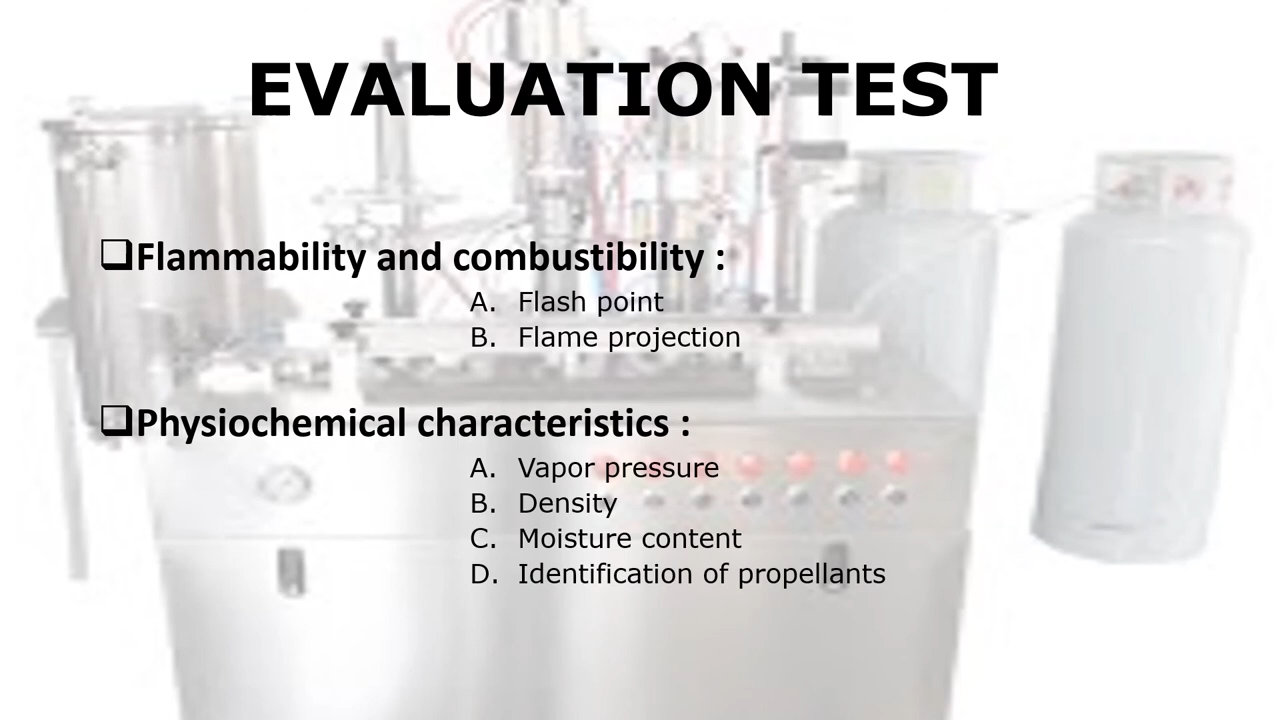 EVALUATION TEST
❑Flammability and combustibility :
A. Flash point
B. Flame projection
❑Physiochemical characteristics :
A. Vapor pressure
B. Density
C. Moisture content
D. Identification of propellants